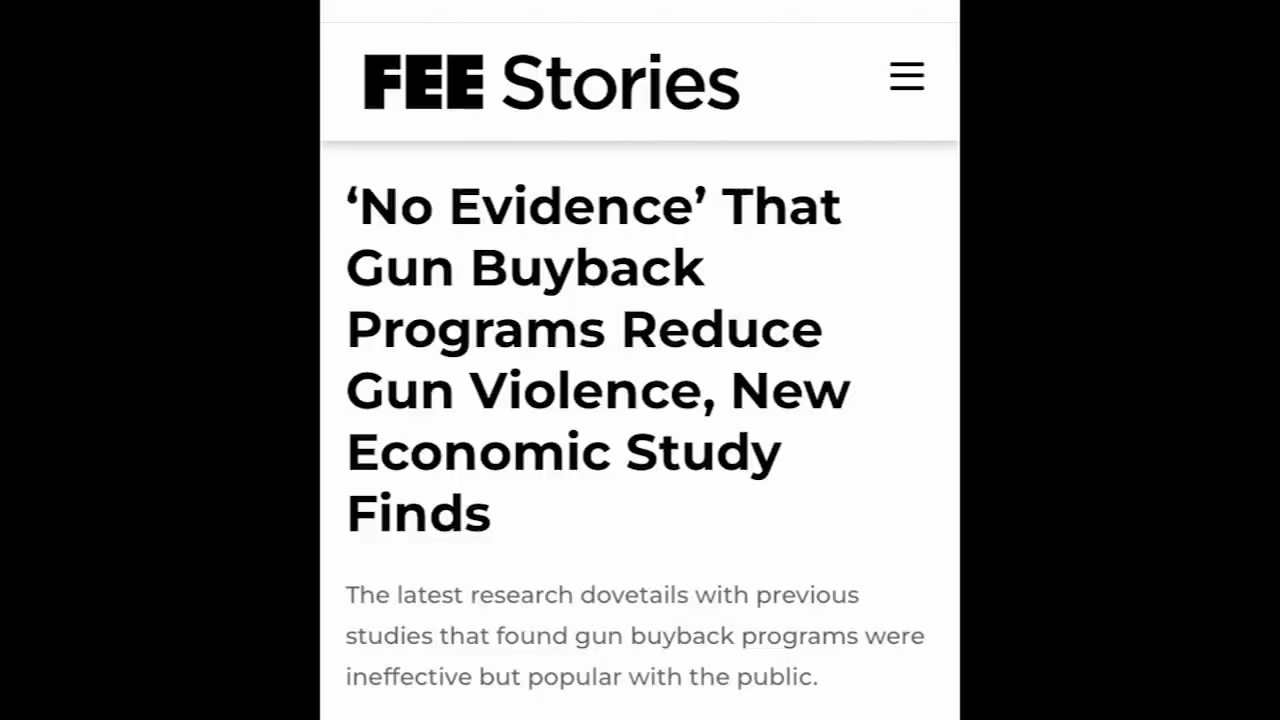 FEE Stories
‘No Evidence’ That
Gun Buyback
Programs Reduce
Gun Violence, New
Economic Study
Finds
The latest research dovetails with previous
studies that found gun buyback programs were
ineffective but popular with the public.